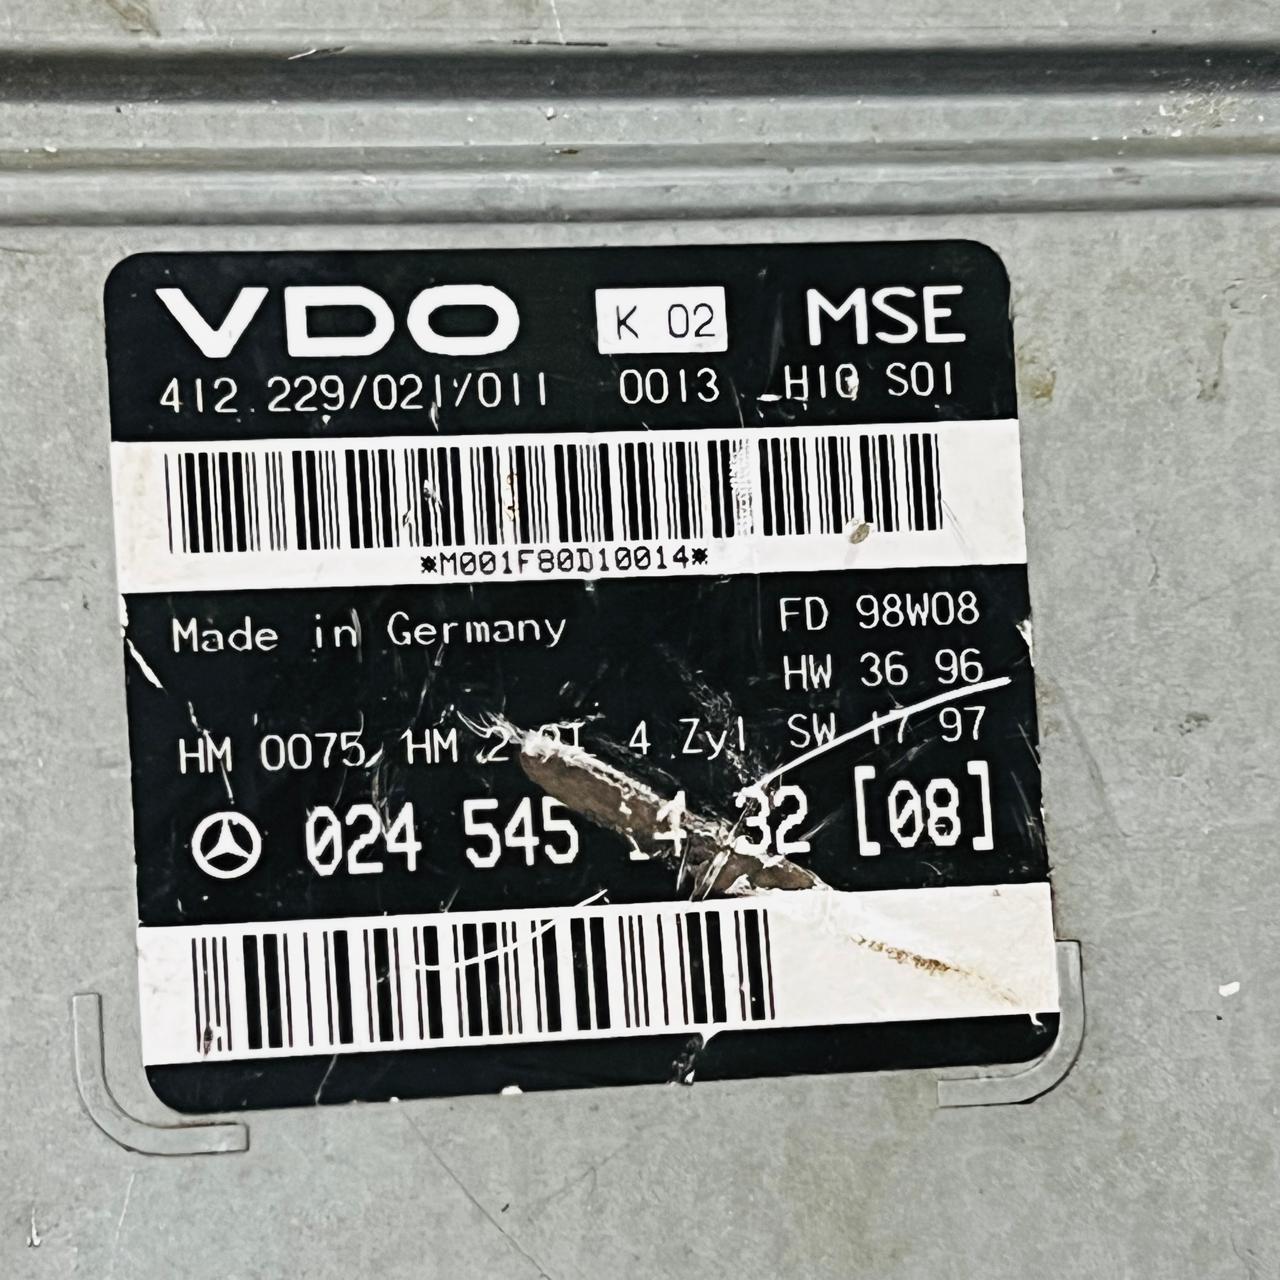 VDO K 02 MSE
412.229/021/011 0013 H10 S01
*M001F80D10014*
Made in Germany FD 98W08
HW 36 96
HM 0075 HM 4 Zyl SW 17 97
024 545 32 [08]